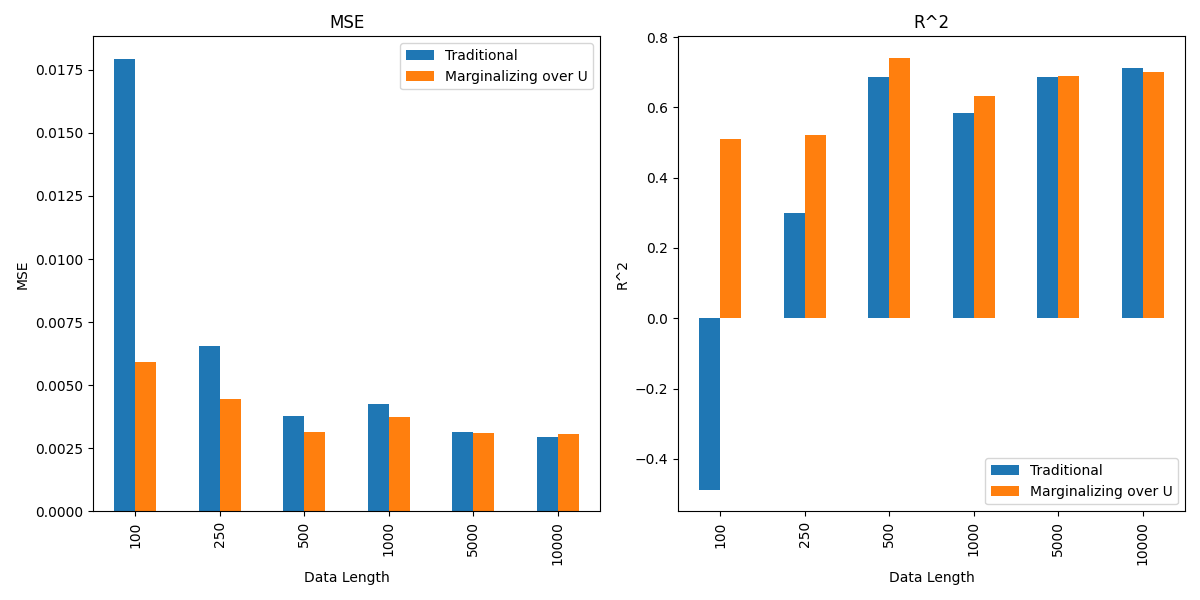 MSE
Traditional
Marginalizing over U
0.0175
0.0150
0.0125
0.0100
0.0075
0.0050
0.0025
0.0000
MSE
100
250
500
1000
5000
10000
Data Length
R^2
0.8
0.6
0.4
0.2
0.0
−0.2
−0.4
R^2
Traditional
Marginalizing over U
100
250
500
1000
5000
10000
Data Length